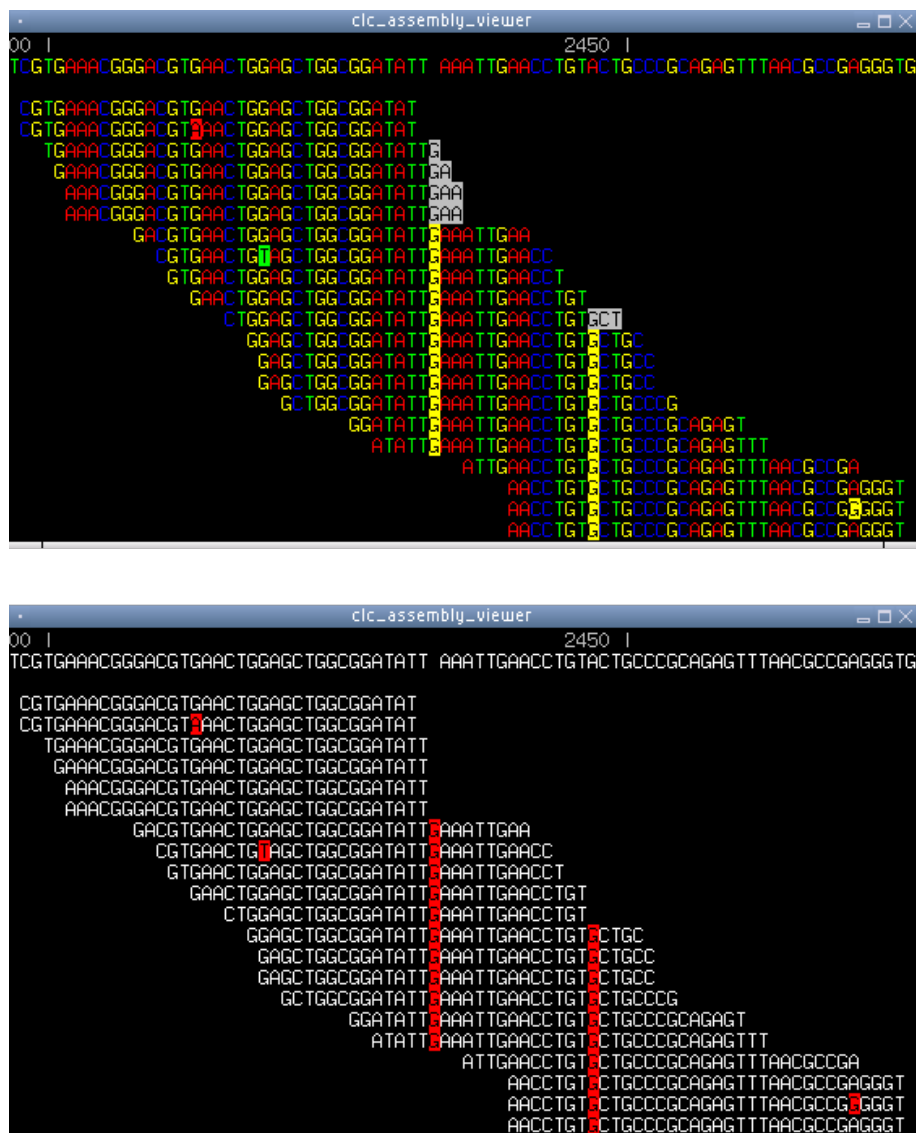 clc_assembly_viewer
00 | 2450 |
TCGTGAAACGGGACGTGAACTGGAGCTGGCGGATATT AAATTGAACCTGTACTGCCCGCAGAGTTTAACGCCGAGGGTG
CGTGAAACGGGACGTGAACTGGAGCTGGCGGATAT
CGTGAAACGGGACGTAAACTGGAGCTGGCGGATAT
TGAAACGGGACGTGAACTGGAGCTGGCGGATATTG
GAAACGGGACGTGAACTGGAGCTGGCGGATATTGA
AAACGGGACGTGAACTGGAGCTGGCGGATATTGAA
AAACGGGACGTGAACTGGAGCTGGCGGATATTGAA
GACGTGAACTGGAGCTGGCGGATATTGAAATTGAA
CGTGAACTGTAGCTGGCGGATATTGAAATTGAACC
GTGAACTGGAGCTGGCGGATATTGAAATTGAACCT
GAACTGGAGCTGGCGGATATTGAAATTGAACCTGT
CTGGAGCTGGCGGATATTGAAATTGAACCTGTGCT
GGAGCTGGCGGATATTGAAATTGAACCTGTGCTGC
GAGCTGGCGGATATTGAAATTGAACCTGTGCTGCC
GAGCTGGCGGATATTGAAATTGAACCTGTGCTGCC
GCTGGCGGATATTGAAATTGAACCTGTGCTGCCCG
GGATATTGAAATTGAACCTGTGCTGCCCGCAGAGT
ATATTGAAATTGAACCTGTGCTGCCCGCAGAGTTT
ATTGAACCTGTGCTGCCCGCAGAGTTTAACGCCGA
AACCTGTGCTGCCCGCAGAGTTTAACGCCGAGGGT
AACCTGTGCTGCCCGCAGAGTTTAACGCCGGGGGT
AACCTGTGCTGCCCGCAGAGTTTAACGCCGAGGGT
clc_assembly_viewer
00 | 2450 |
TCGTGAAACGGGACGTGAACTGGAGCTGGCGGATATT AAATTGAACCTGTACTGCCCGCAGAGTTTAACGCCGAGGGTG
CGTGAAACGGGACGTGAACTGGAGCTGGCGGATAT
CGTGAAACGGGACGTAAACTGGAGCTGGCGGATAT
TGAAACGGGACGTGAACTGGAGCTGGCGGATATT
GAAACGGGACGTGAACTGGAGCTGGCGGATATT
AAACGGGACGTGAACTGGAGCTGGCGGATATT
AAACGGGACGTGAACTGGAGCTGGCGGATATT
GACGTGAACTGGAGCTGGCGGATATTGAAATTGAA
CGTGAACTGTAGCTGGCGGATATTGAAATTGAACC
GTGAACTGGAGCTGGCGGATATTGAAATTGAACCT
GAACTGGAGCTGGCGGATATTGAAATTGAACCTGT
CTGGAGCTGGCGGATATTGAAATTGAACCTGT
GGAGCTGGCGGATATTGAAATTGAACCTGTGCTGC
GAGCTGGCGGATATTGAAATTGAACCTGTGCTGCC
GAGCTGGCGGATATTGAAATTGAACCTGTGCTGCC
GCTGGCGGATATTGAAATTGAACCTGTGCTGCCCG
GGATATTGAAATTGAACCTGTGCTGCCCGCAGAGT
ATATTGAAATTGAACCTGTGCTGCCCGCAGAGTTT
ATTGAACCTGTGCTGCCCGCAGAGTTTAACGCCGA
AACCTGTGCTGCCCGCAGAGTTTAACGCCGAGGGT
AACCTGTGCTGCCCGCAGAGTTTAACGCCGGGGGT
AACCTGTGCTGCCCGCAGAGTTTAACGCCGAGGGT